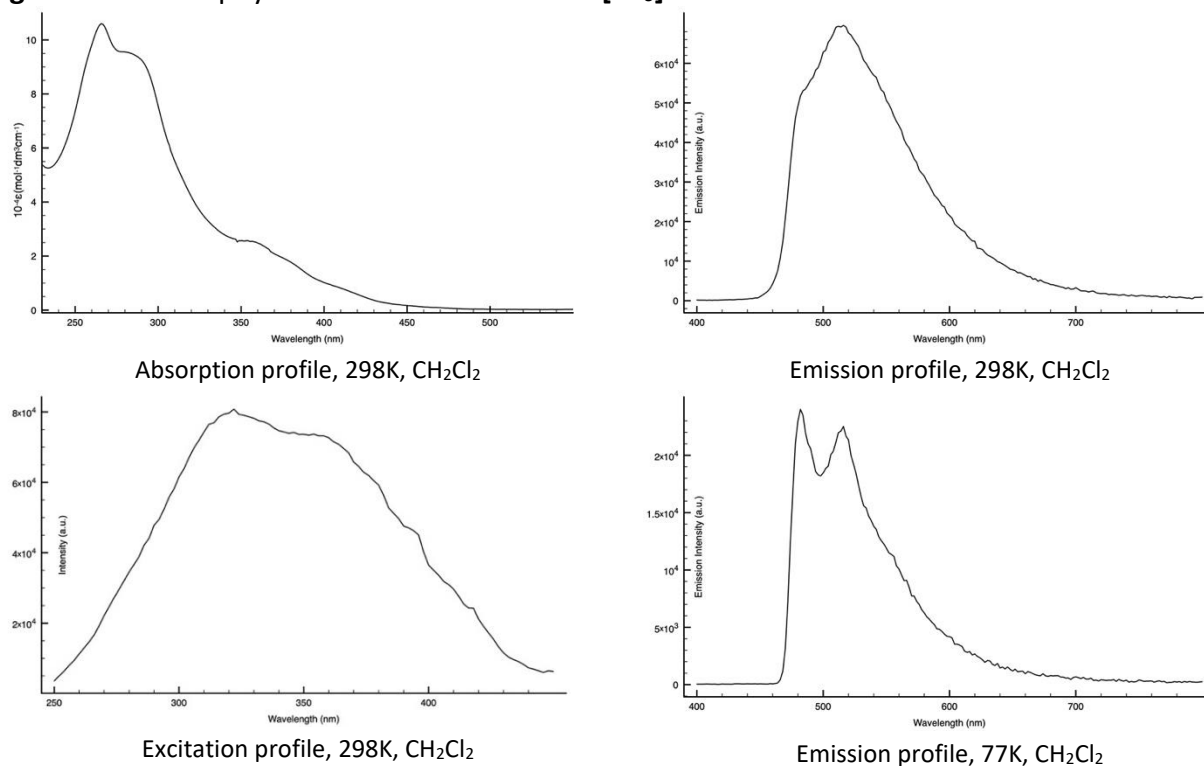 10⁻⁴ε(mol⁻¹dm³cm⁻¹)
10
8
6
4
2
0
250 300 350 400 450 500
Wavelength (nm)
Absorption profile, 298K, CH₂Cl₂
Emission Intensity (a.u.)
6×10⁴
5×10⁴
4×10⁴
3×10⁴
2×10⁴
10⁴
0
400 500 600 700
Wavelength (nm)
Emission profile, 298K, CH₂Cl₂
Intensity (a.u.)
8×10⁴
6×10⁴
4×10⁴
2×10⁴
250 300 350 400
Wavelength (nm)
Excitation profile, 298K, CH₂Cl₂
Emission Intensity (a.u.)
2×10⁴
1.5×10⁴
10⁴
5×10³
0
400 500 600 700
Wavelength (nm)
Emission profile, 77K, CH₂Cl₂